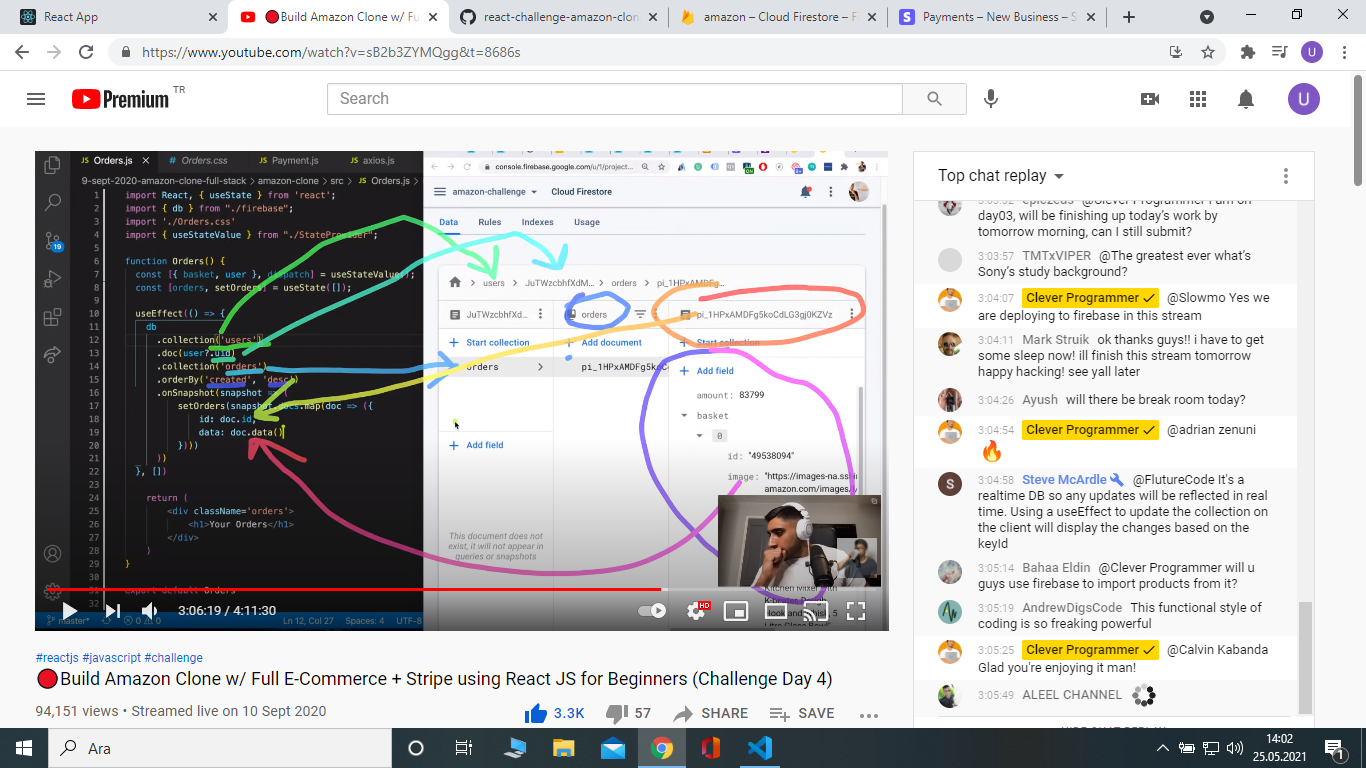 React App
🔴Build Amazon Clone w/ Fu
react-challenge-amazon-clon
amazon – Cloud Firestore – F
Payments – New Business – S
https://www.youtube.com/watch?v=sB2b3ZYMQgg&t=8686s
U
Premium TR
Search
U
Orders.js
Orders.css
Payment.js
axios.js
9-sept-2020-amazon-clone-full-stack > amazon-clone > src > Orders.js >
1 import React, { useState } from 'react';
2 import { db } from "./firebase";
3 import './Orders.css'
4 import { useStateValue } from "./StateProvider";
5
6 function Orders() {
7 const [{ basket, user }, dispatch] = useStateValue();
8 const [orders, setOrders] = useState([]);
9
10 useEffect(() => {
11 db
12 .collection('users')
13 .doc(user?.uid)
14 .collection('orders')
15 .orderBy('created', 'desc')
16 .onSnapshot(snapshot => (
17 setOrders(snapshot.docs.map(doc => ({
18 id: doc.id,
19 data: doc.data()
20 })))
21 ))
22 }, [])
23
24 return (
25 <div className='orders'>
26 <h1>Your Orders</h1>
27 </div>
28 )
29 }
30
31 export default Orders
32
19
master*
0 0
Ln 12, Col 27
Spaces: 4
UTF-8
console.firebase.google.com/u/1/project...
amazon-challenge
Cloud Firestore
Data
Rules
Indexes
Usage
users > JuTWzcbhfXdM... > orders > pi_1HPxAMDFg...
JuTWzcbhfXd...
orders
pi_1HPxAMDFg5koCdLG3gj0KZVz
Start collection
Add document
Start collection
orders
pi_1HPxAMDFg5koC
Add field
amount: 83799
basket
0
id: "49538094"
image: "https://images-na.ssl-i
amazon.com/images/
Add field
This document does
not exist, it will not appear in
queries or snapshots
Kitchen Mixer with
3:06:19 / 4:11:30
HD
#reactjs #javascript #challenge
🔴Build Amazon Clone w/ Full E-Commerce + Stripe using React JS for Beginners (Challenge Day 4)
94,151 views • Streamed live on 10 Sept 2020
3.3K
57
SHARE
SAVE
Top chat replay
day03, will be finishing up today's work by
tomorrow morning, can I still submit?
3:03:57 TMTxVIPER @The greatest ever what's
Sony's study background?
3:04:07 Clever Programmer @Slowmo Yes we
are deploying to firebase in this stream
3:04:11 Mark Struik ok thanks guys!! i have to get
some sleep now! ill finish this stream tomorrow
happy hacking! see yall later
3:04:26 Ayush will there be break room today?
3:04:54 Clever Programmer @adrian zenuni
🔥
S
3:04:58 Steve McArdle @FlutureCode It's a
realtime DB so any updates will be reflected in real
time. Using a useEffect to update the collection on
the client will display the changes based on the
keyId
3:05:14 Bahaa Eldin @Clever Programmer will u
guys use firebase to import products from it?
3:05:19 AndrewDigsCode This functional style of
coding is so freaking powerful
3:05:25 Clever Programmer @Calvin Kabanda
Glad you're enjoying it man!
3:05:49 ALEEL CHANNEL
Ara
14:02
25.05.2021
1